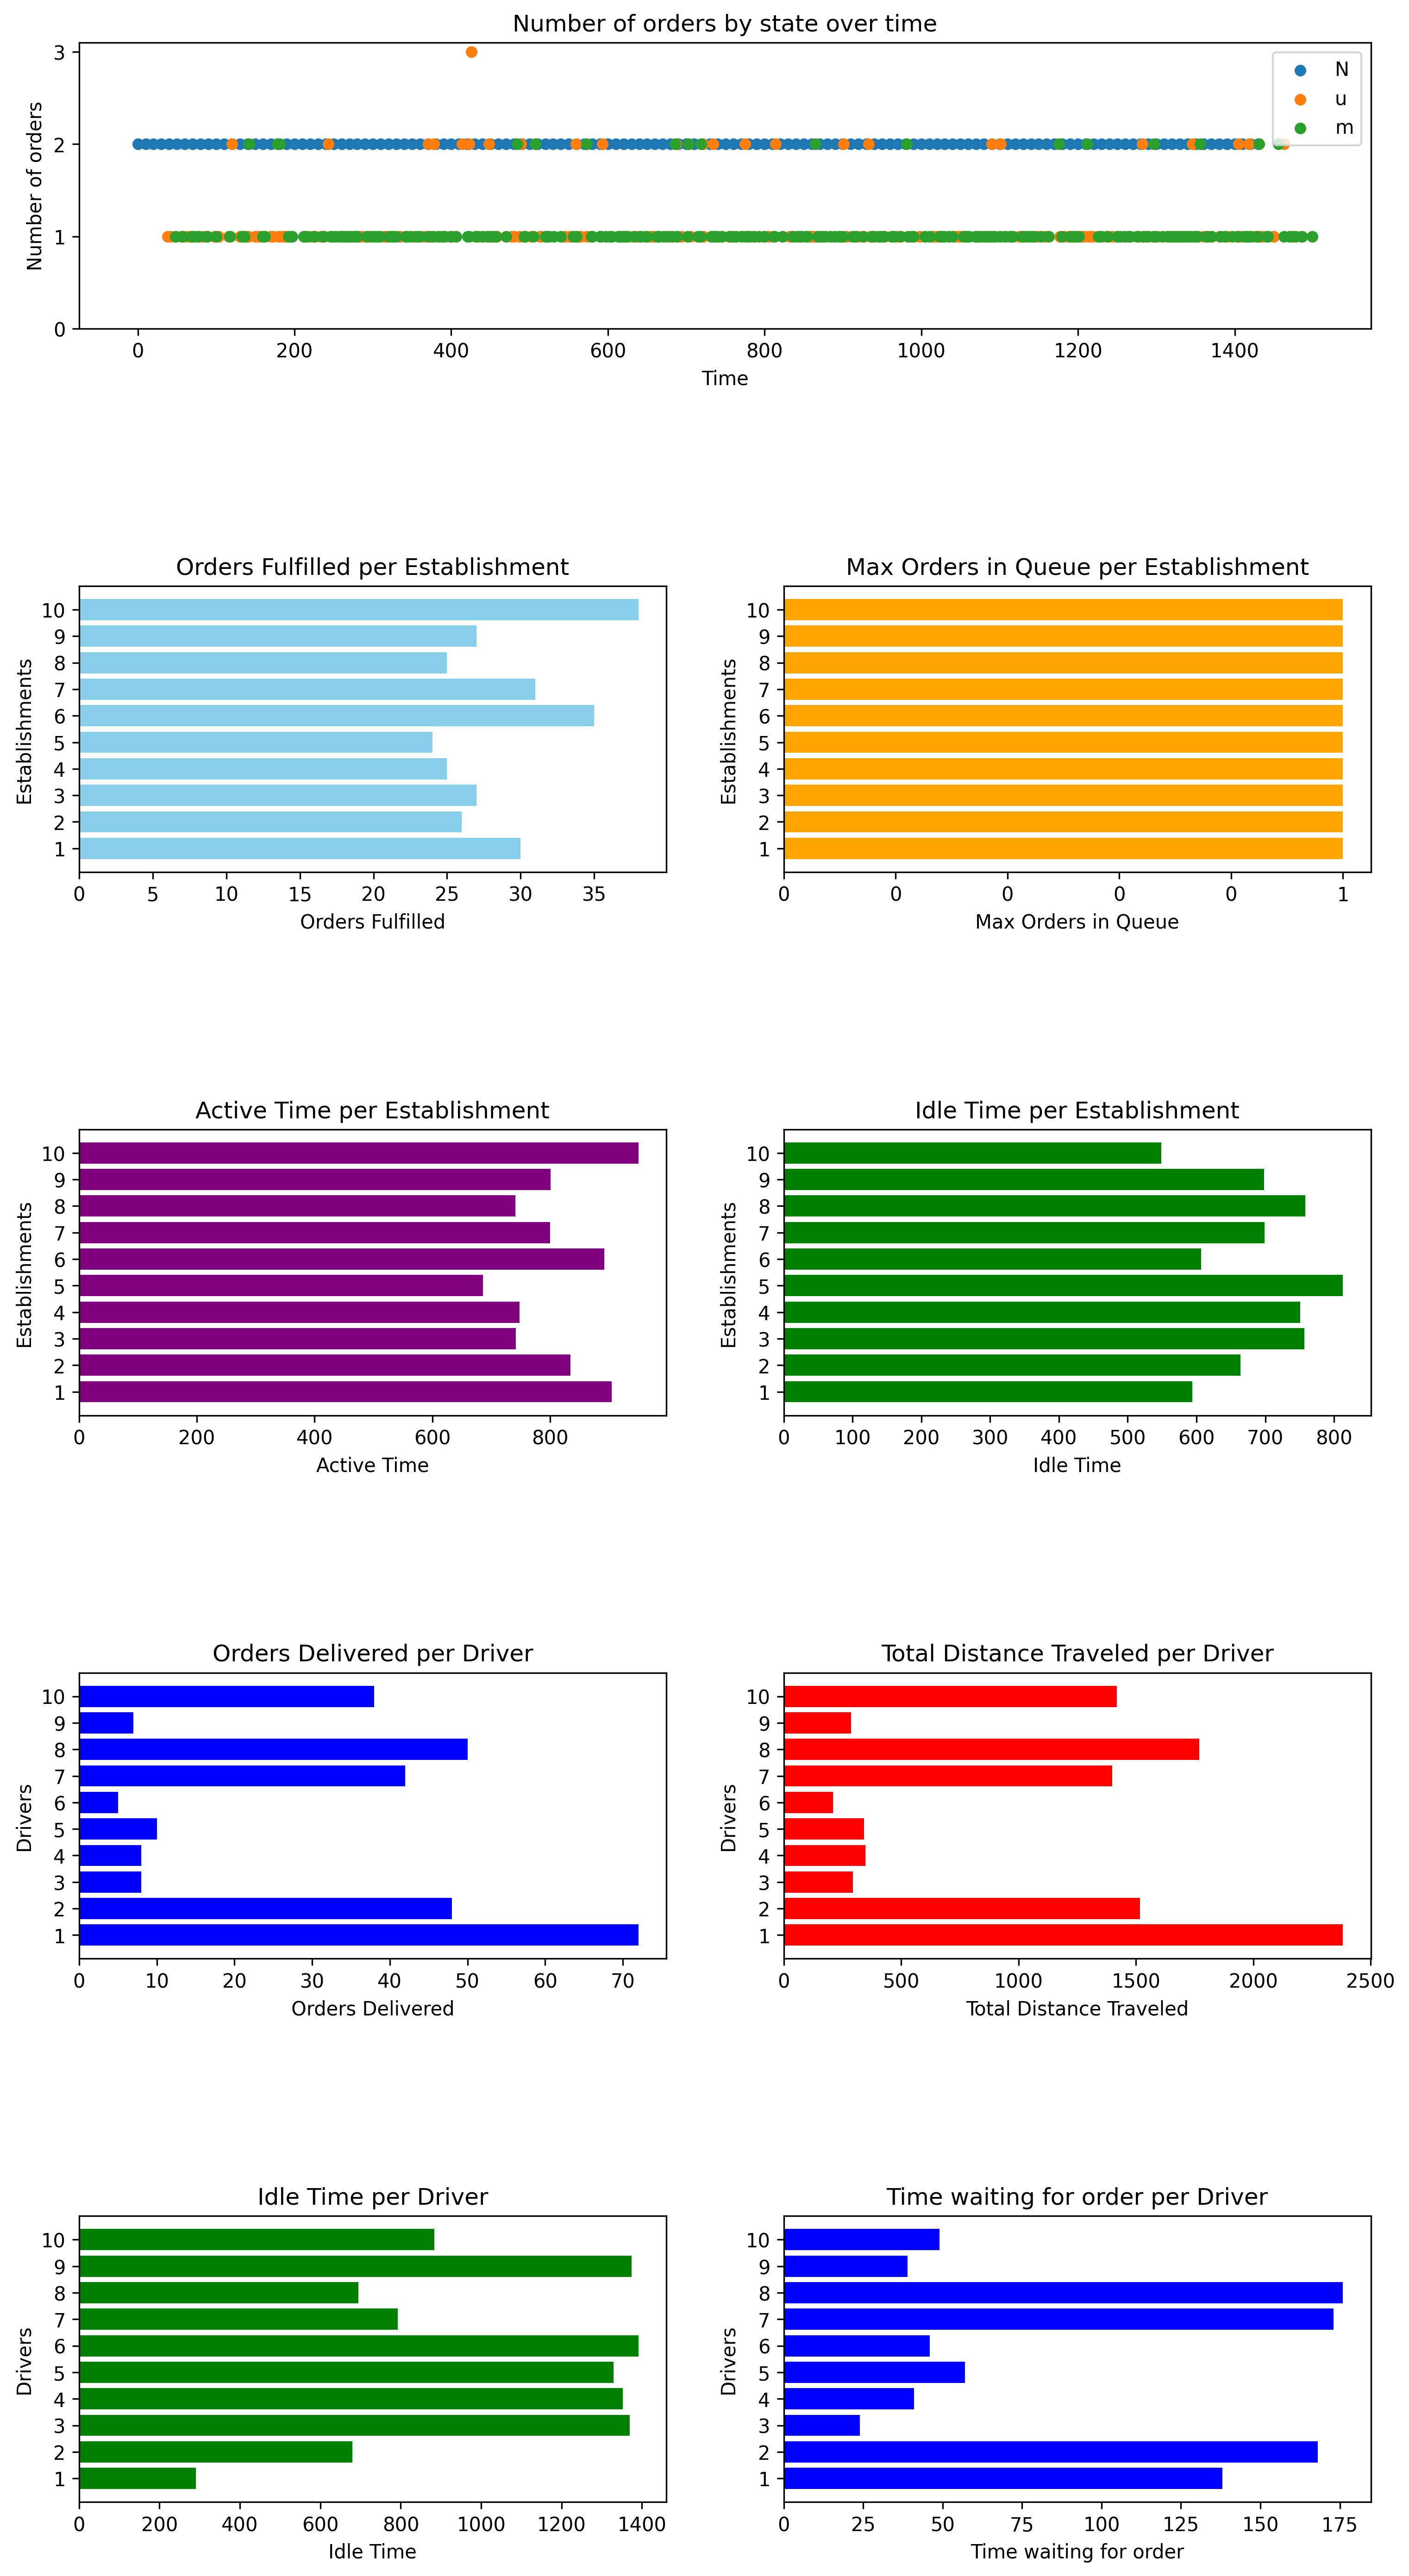 Number of orders by state over time
Number of orders
3
2
1
0
N
u
m
0 200 400 600 800 1000 1200 1400
Time
Orders Fulfilled per Establishment
Establishments
10
9
8
7
6
5
4
3
2
1
0 5 10 15 20 25 30 35
Orders Fulfilled
Max Orders in Queue per Establishment
Establishments
10
9
8
7
6
5
4
3
2
1
0 0 0 0 0 1
Max Orders in Queue
Active Time per Establishment
Establishments
10
9
8
7
6
5
4
3
2
1
0 200 400 600 800
Active Time
Idle Time per Establishment
Establishments
10
9
8
7
6
5
4
3
2
1
0 100 200 300 400 500 600 700 800
Idle Time
Orders Delivered per Driver
Drivers
10
9
8
7
6
5
4
3
2
1
0 10 20 30 40 50 60 70
Orders Delivered
Total Distance Traveled per Driver
Drivers
10
9
8
7
6
5
4
3
2
1
0 500 1000 1500 2000 2500
Total Distance Traveled
Idle Time per Driver
Drivers
10
9
8
7
6
5
4
3
2
1
0 200 400 600 800 1000 1200 1400
Idle Time
Time waiting for order per Driver
Drivers
10
9
8
7
6
5
4
3
2
1
0 25 50 75 100 125 150 175
Time waiting for order